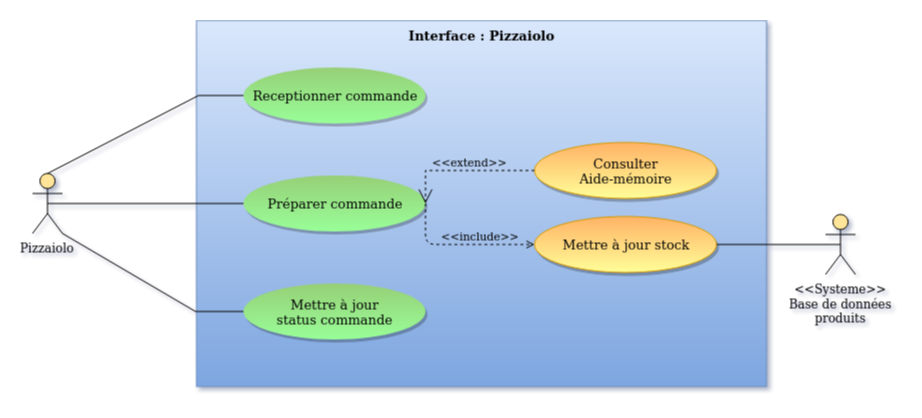 Interface : Pizzaiolo
Receptionner commande
<<extend>>
Consulter
Aide-mémoire
Préparer commande
<<include>>
Mettre à jour stock
Pizzaiolo
<<Systeme>>
Base de données
produits
Mettre à jour
status commande